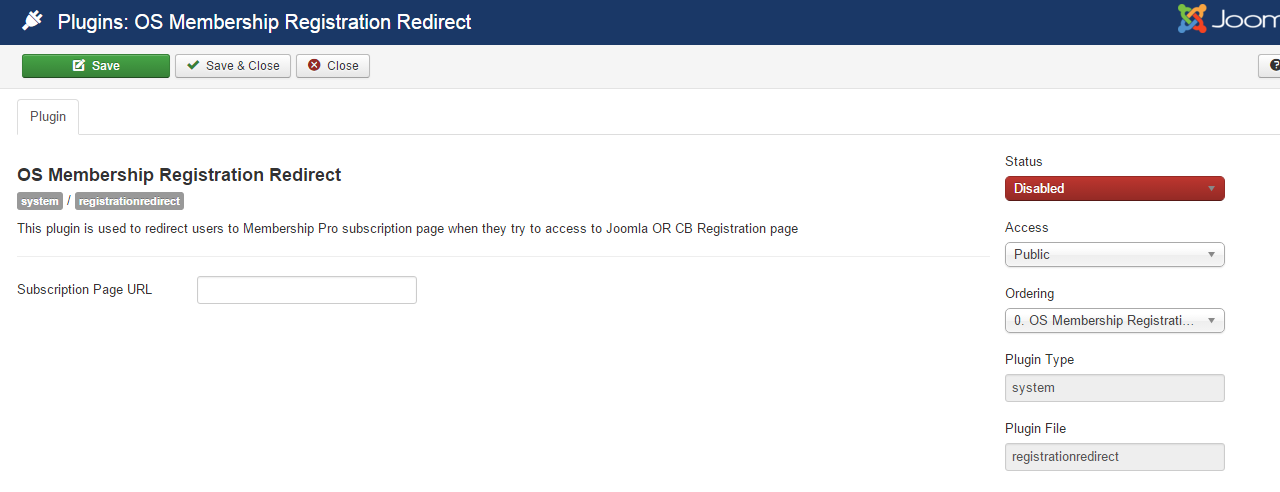 Plugins: OS Membership Registration Redirect
Save
Save & Close
Close
Plugin
OS Membership Registration Redirect
system / registrationredirect
This plugin is used to redirect users to Membership Pro subscription page when they try to access to Joomla OR CB Registration page
Subscription Page URL
Status
Disabled
Access
Public
Ordering
0. OS Membership Registrati...
Plugin Type
system
Plugin File
registrationredirect